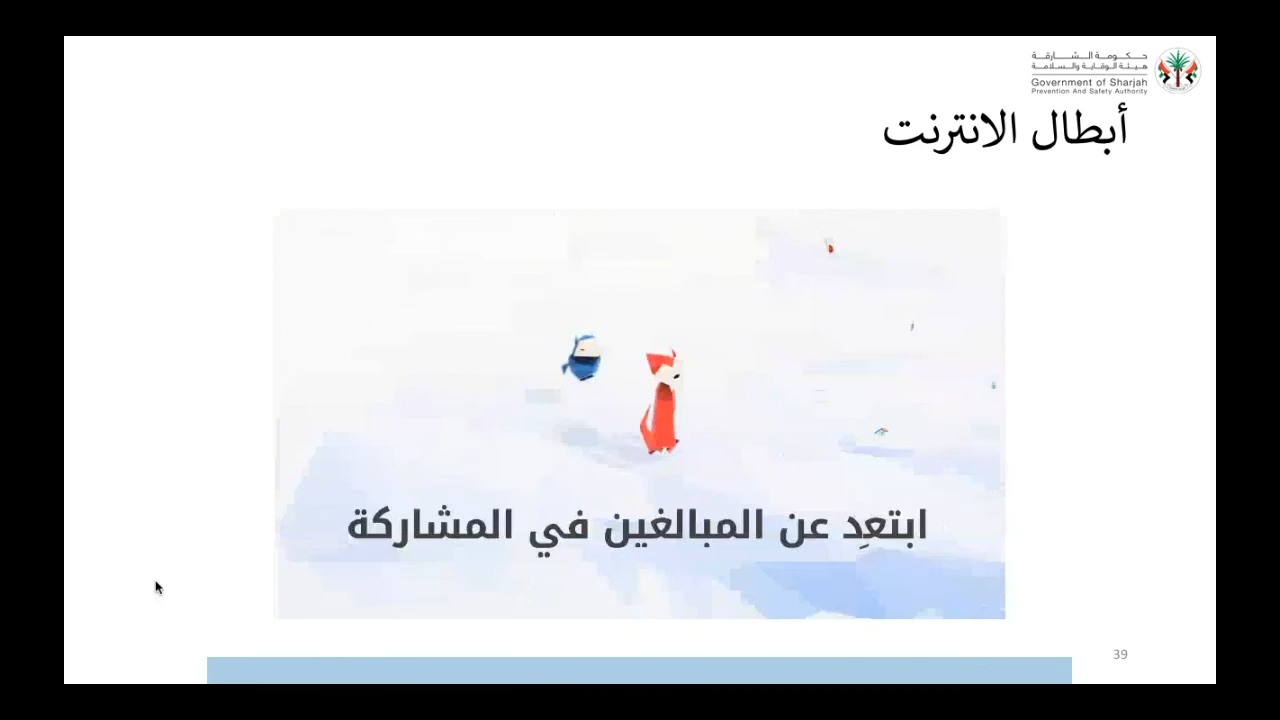 حكومة الشارقة
هيئة الوقاية والسلامة
Government of Sharjah
Prevention And Safety Authority
أبطال الانترنت
ابتعدِ عن المبالغين في المشاركة
39